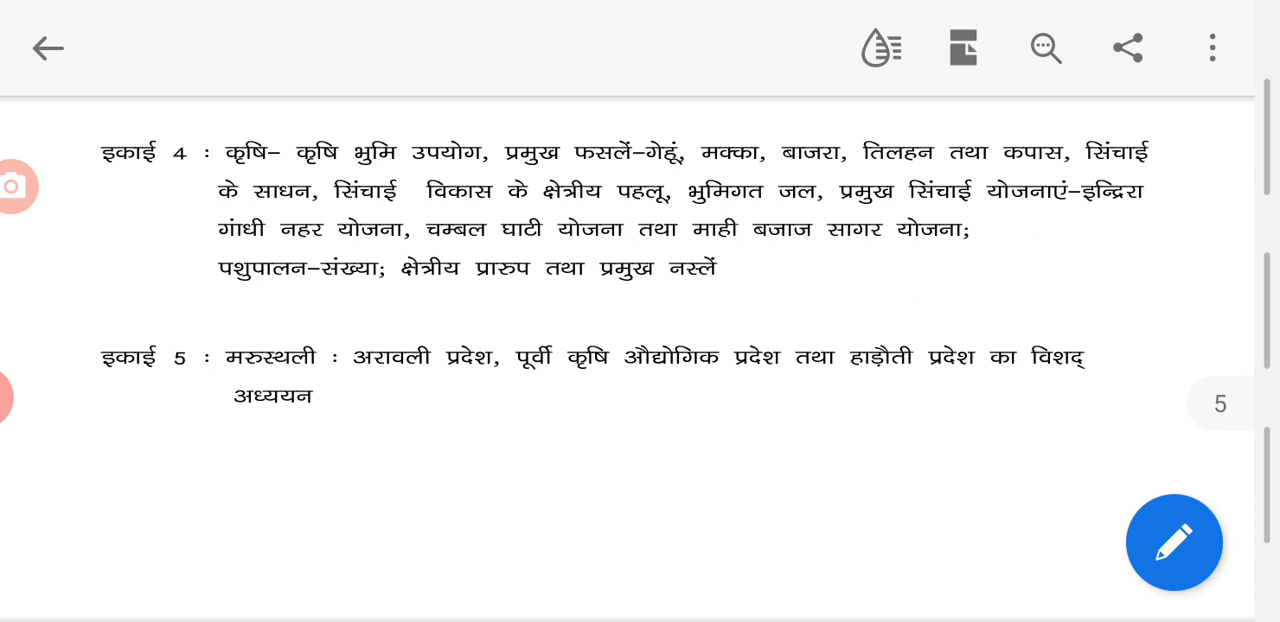 इकाई 4 : कृषि– कृषि भुमि उपयोग, प्रमुख फसलें–गेहूं, मक्का, बाजरा, तिलहन तथा कपास, सिंचाई
के साधन, सिंचाई विकास के क्षेत्रीय पहलू, भुमिगत जल, प्रमुख सिंचाई योजनाएं–इन्दिरा
गांधी नहर योजना, चम्बल घाटी योजना तथा माही बजाज सागर योजना;
पशुपालन–संख्या; क्षेत्रीय प्रारुप तथा प्रमुख नस्लें
इकाई 5 : मरुस्थली : अरावली प्रदेश, पूर्वी कृषि औद्योगिक प्रदेश तथा हाड़ौती प्रदेश का विशद्
अध्ययन
5